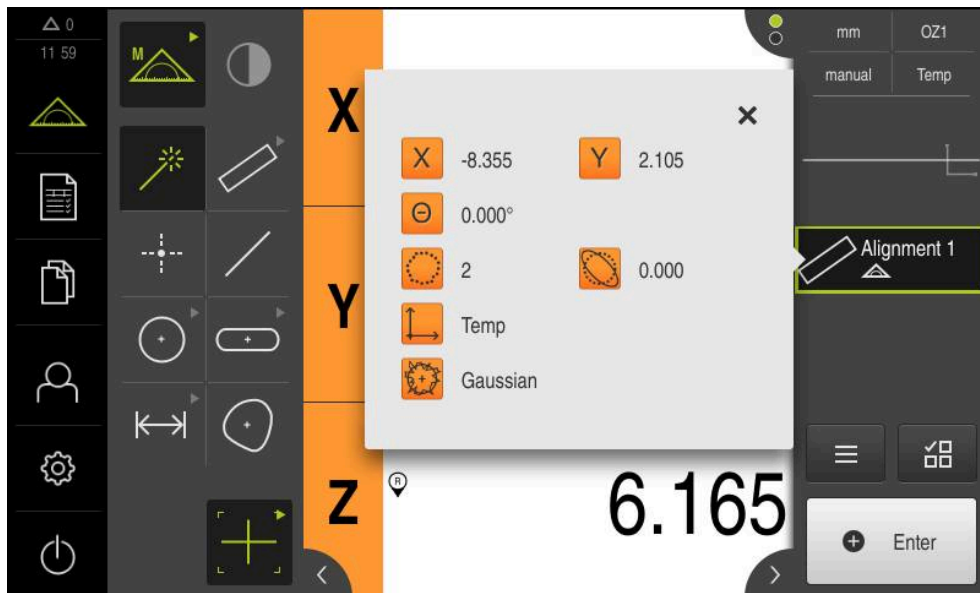 0
11 59
M
X
Y
Z
R
6.165
X -8.355 Y 2.105
Θ 0.000°
2 0.000
Temp
Gaussian
mm OZ1
manual Temp
Alignment 1
Enter